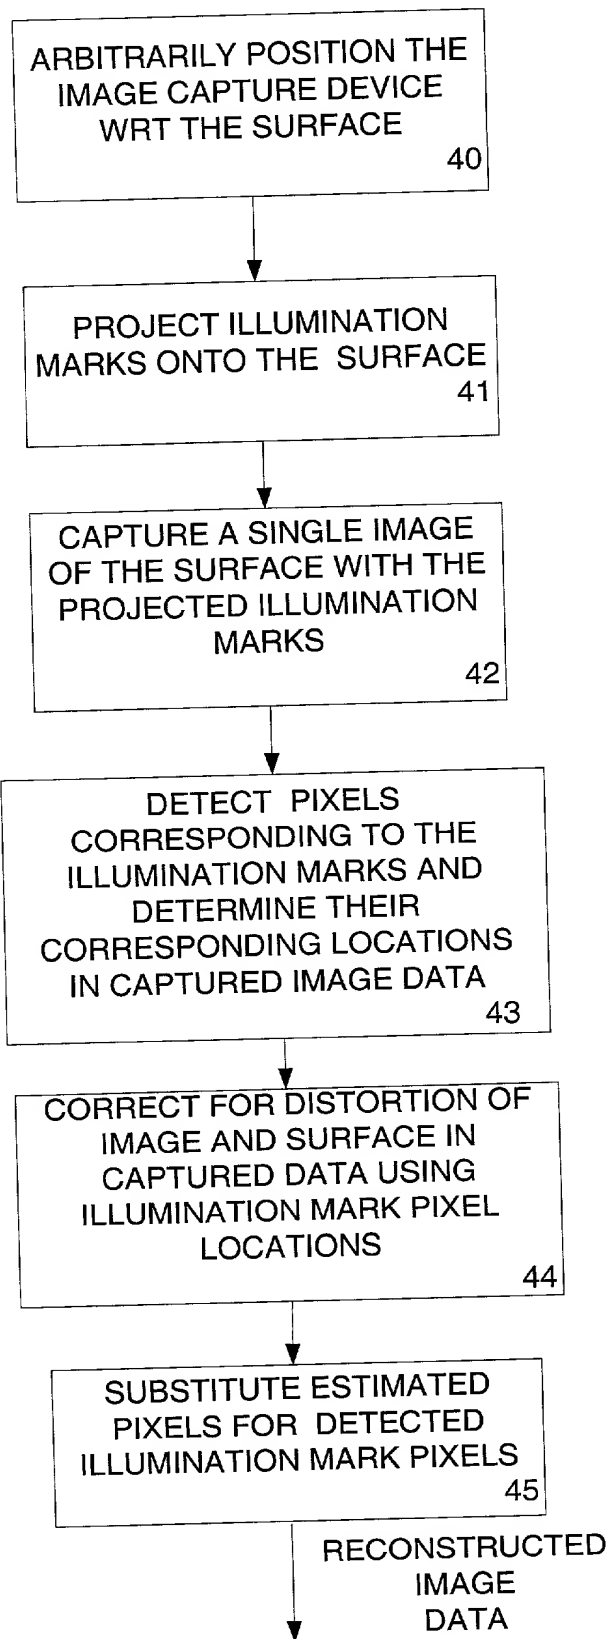 ARBITRARILY POSITION THE
IMAGE CAPTURE DEVICE
WRT THE SURFACE
40
PROJECT ILLUMINATION
MARKS ONTO THE SURFACE
41
CAPTURE A SINGLE IMAGE
OF THE SURFACE WITH THE
PROJECTED ILLUMINATION
MARKS
42
DETECT PIXELS
CORRESPONDING TO THE
ILLUMINATION MARKS AND
DETERMINE THEIR
CORRESPONDING LOCATIONS
IN CAPTURED IMAGE DATA
43
CORRECT FOR DISTORTION OF
IMAGE AND SURFACE IN
CAPTURED DATA USING
ILLUMINATION MARK PIXEL
LOCATIONS
44
SUBSTITUTE ESTIMATED
PIXELS FOR DETECTED
ILLUMINATION MARK PIXELS
45
RECONSTRUCTED
IMAGE
DATA